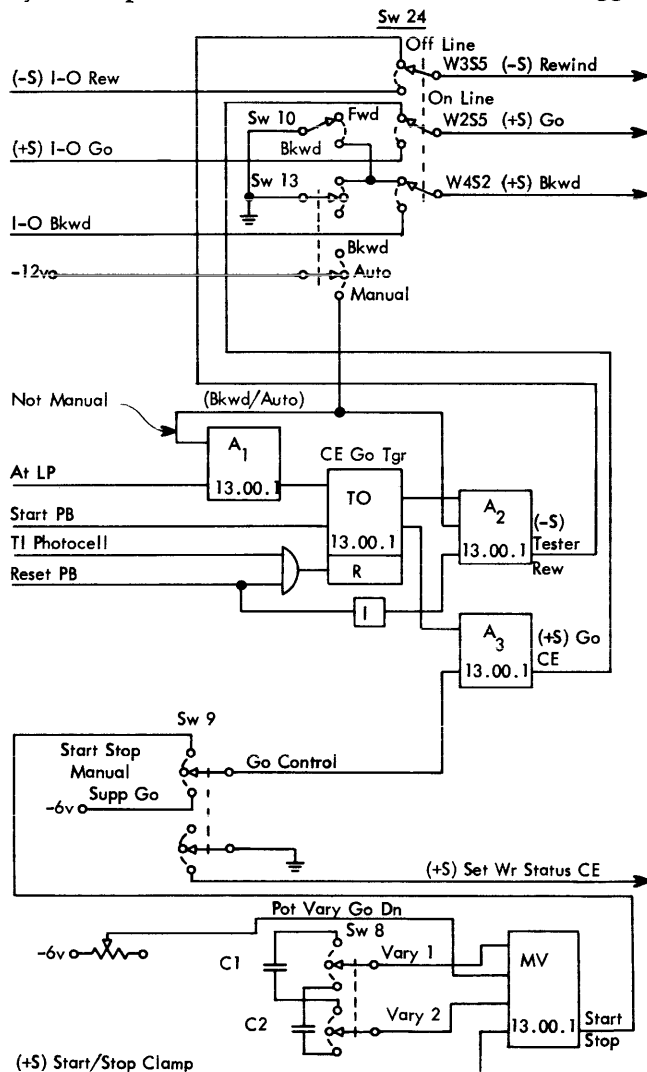 Sw 24
Off Line
W3S5 (-S) Rewind
(-S) I-O Rew
On Line
Sw 10
Fwd
W2S5 (+S) Go
(+S) I-O Go
Bkwd
Sw 13
W4S2 (+S) Bkwd
I-O Bkwd
Bkwd
-12v
Auto
Manual
Not Manual
(Bkwd/Auto)
A1
CE Go Tgr
At LP
13.00.1
TO
A2
Start PB
(-S)
13.00.1
13.00.1
Tester
TI Photocell
Rew
R
Reset PB
I
A3
(+S) Go
13.00.1
CE
Sw 9
Start Stop
Manual
Go Control
Supp Go
-6v
(+S) Set Wr Status CE
Pot Vary Go Dn
Sw 8
-6v
C1
Vary 1
MV
C2
Vary 2
13.00.1
Start
Stop
(+S) Start/Stop Clamp